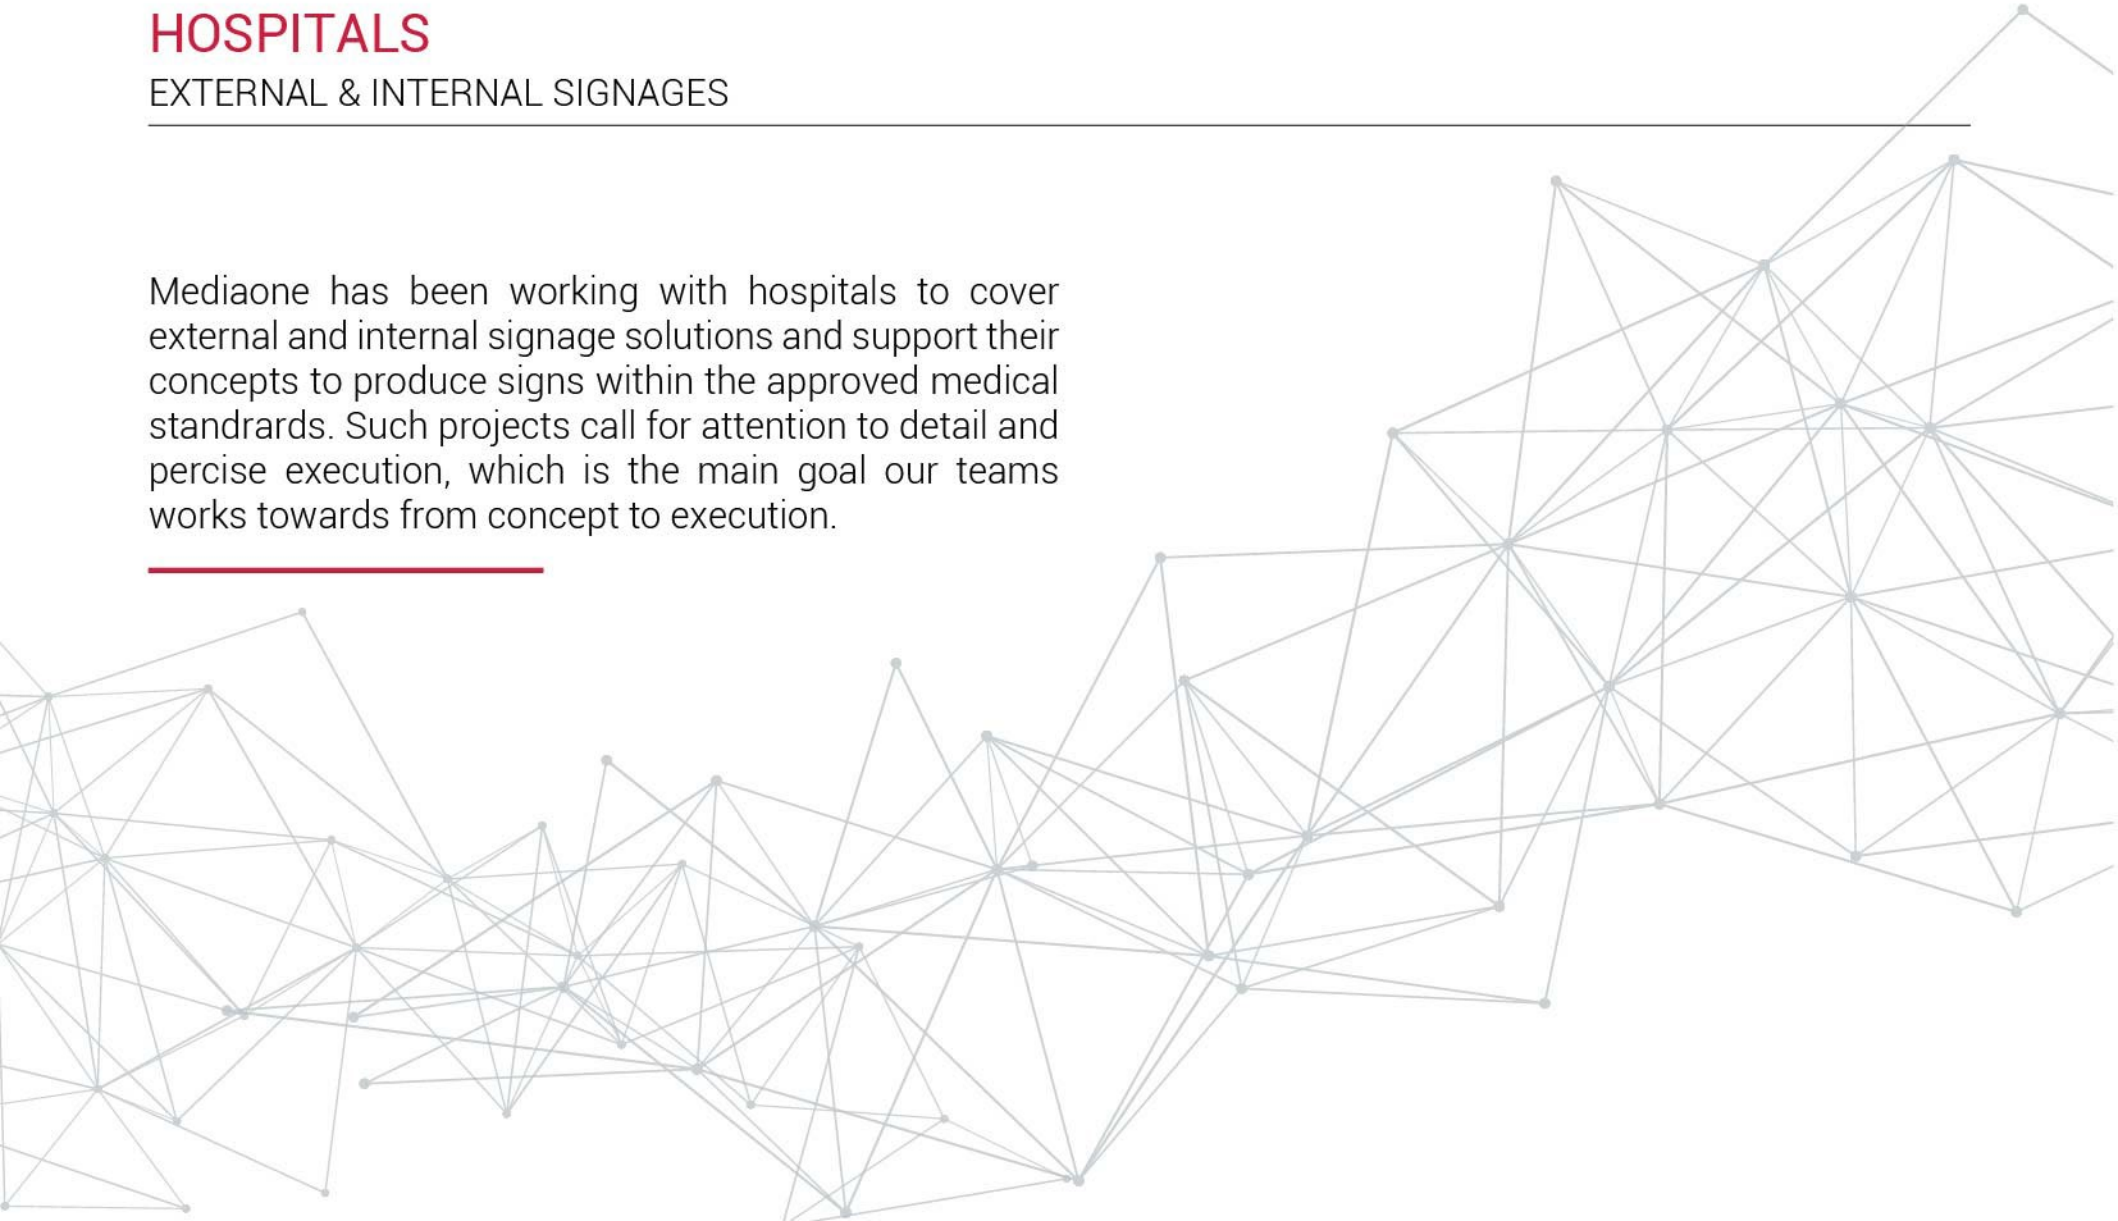 HOSPITALS
EXTERNAL & INTERNAL SIGNAGES
Mediaone has been working with hospitals to cover
external and internal signage solutions and support their
concepts to produce signs within the approved medical
standrards. Such projects call for attention to detail and
percise execution, which is the main goal our teams
works towards from concept to execution.